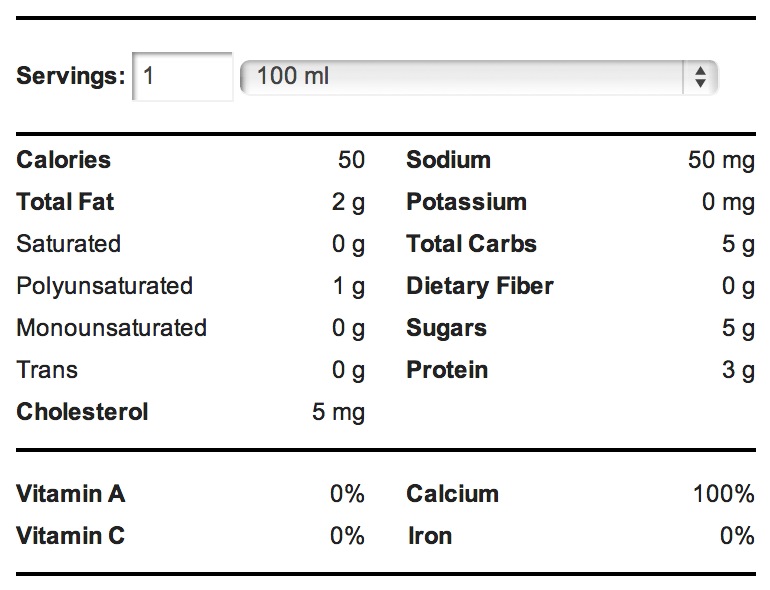 Servings: 1 100 ml
Calories 50 Sodium 50 mg
Total Fat 2 g Potassium 0 mg
Saturated 0 g Total Carbs 5 g
Polyunsaturated 1 g Dietary Fiber 0 g
Monounsaturated 0 g Sugars 5 g
Trans 0 g Protein 3 g
Cholesterol 5 mg
Vitamin A 0% Calcium 100%
Vitamin C 0% Iron 0%